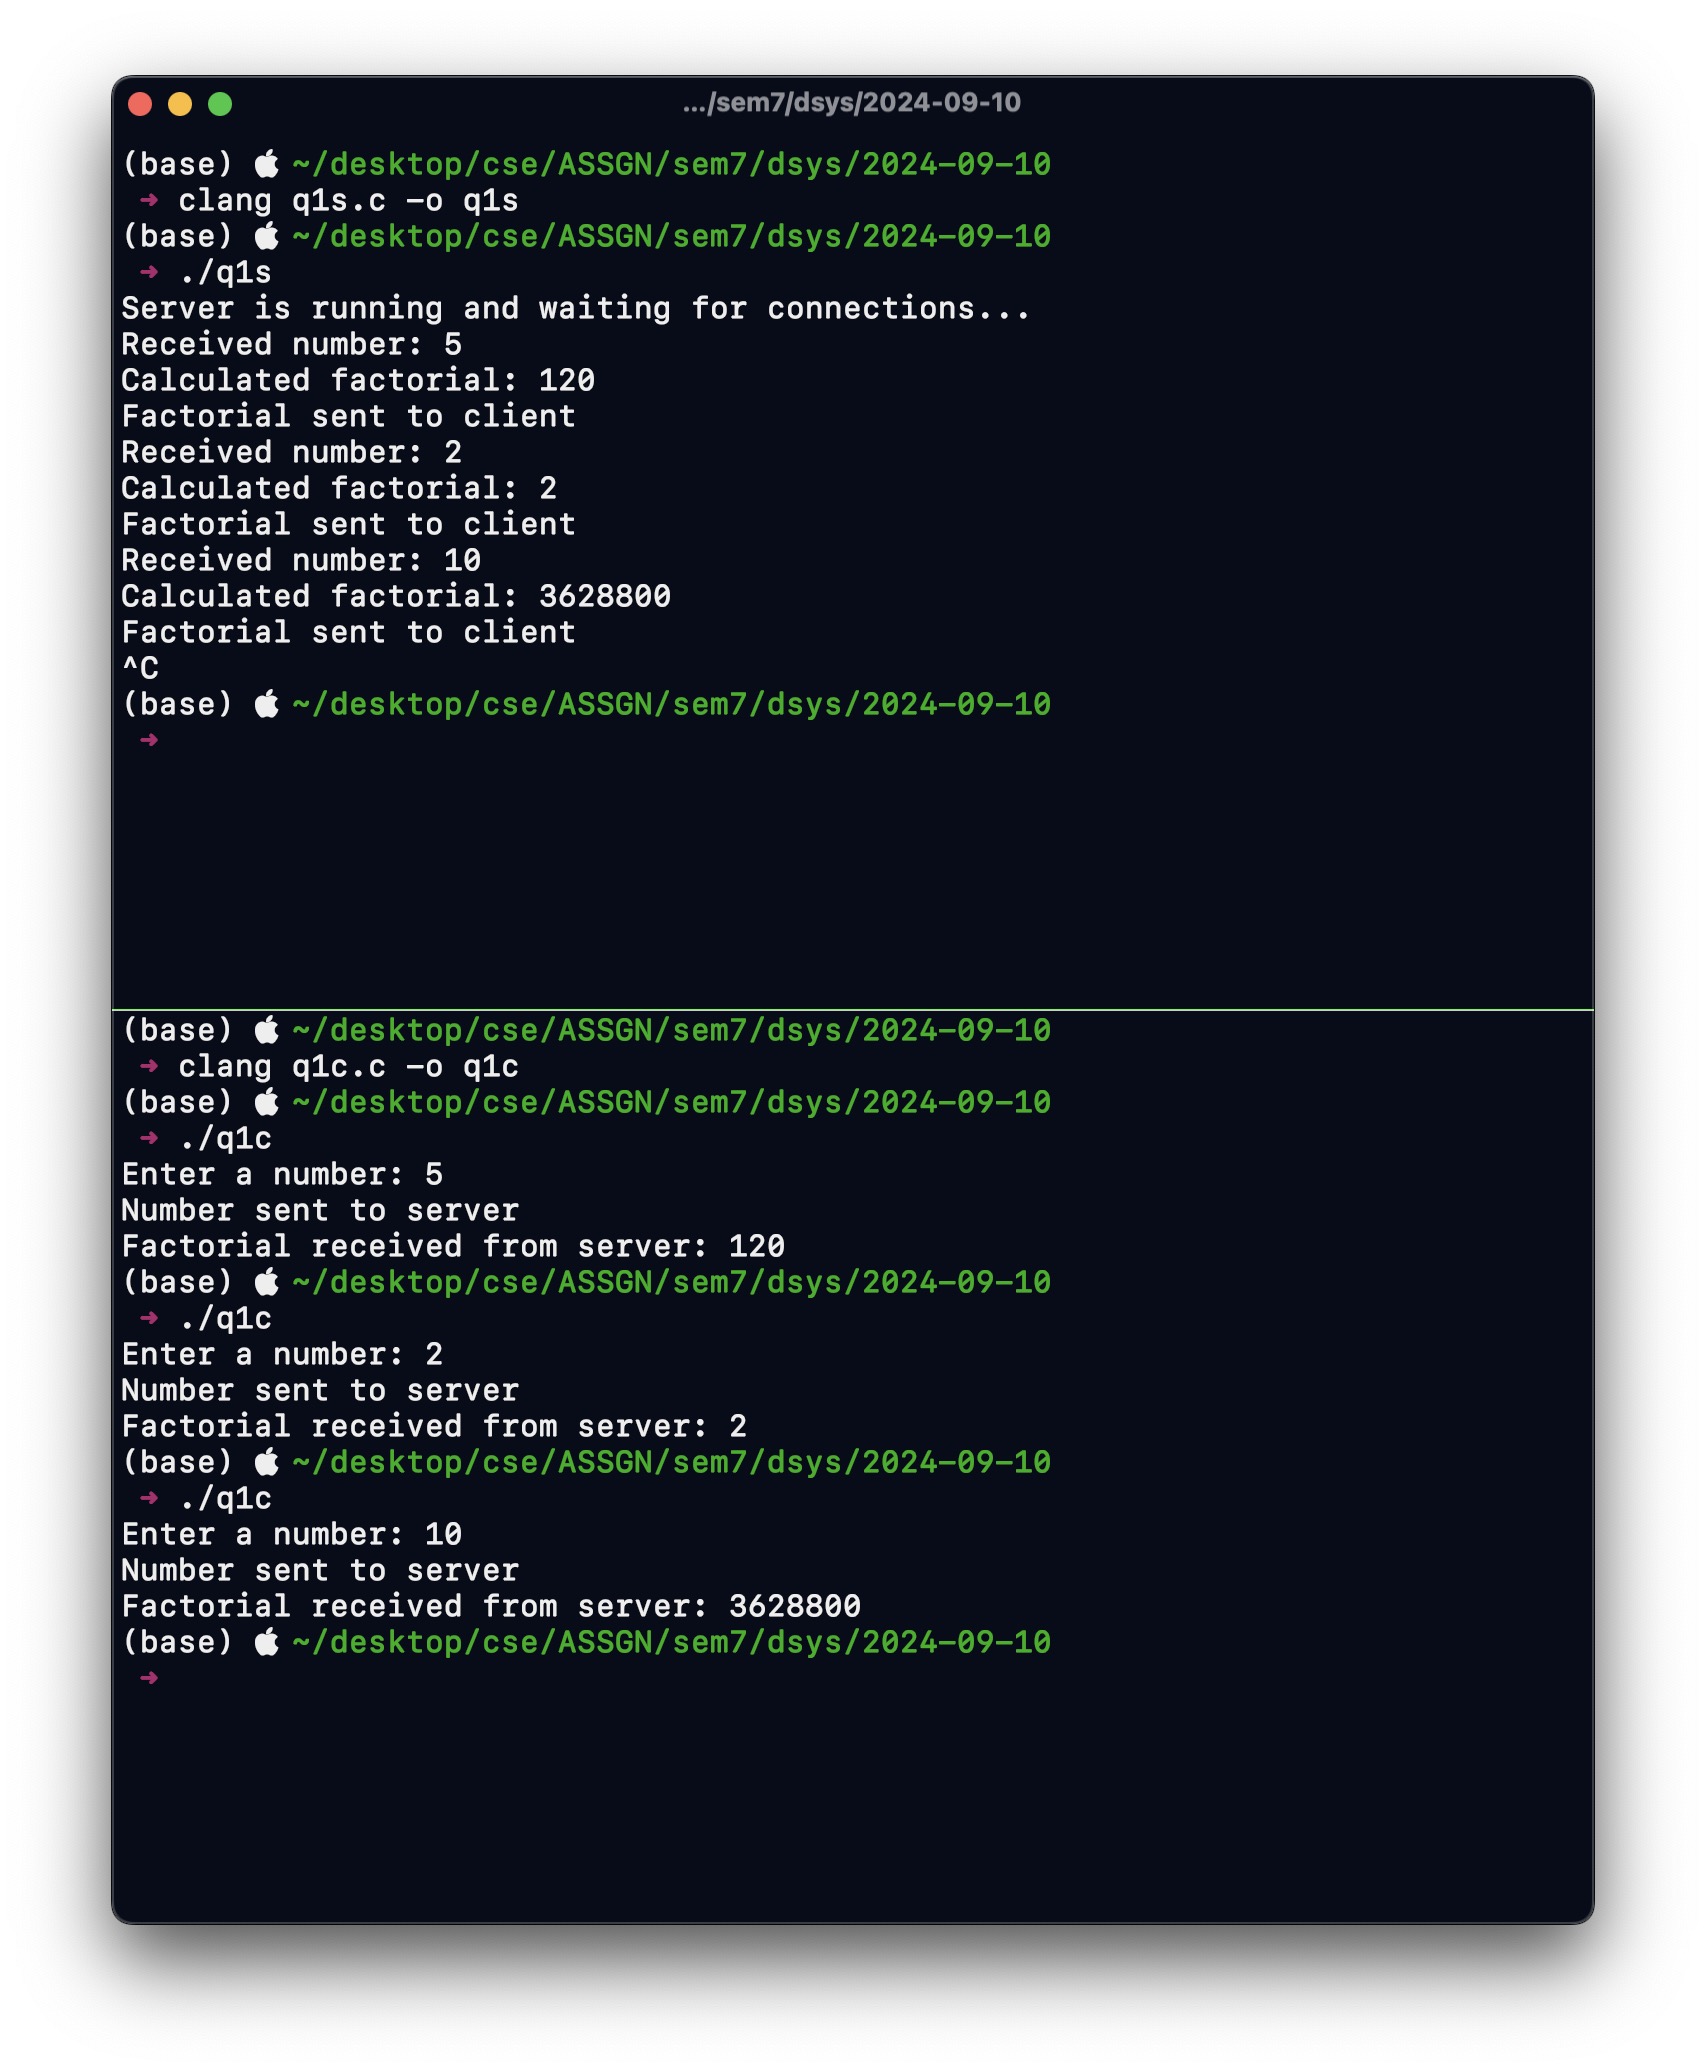 .../sem7/dsys/2024-09-10
(base)  ~/desktop/cse/ASSGN/sem7/dsys/2024-09-10
➜ clang q1s.c -o q1s
(base)  ~/desktop/cse/ASSGN/sem7/dsys/2024-09-10
➜ ./q1s
Server is running and waiting for connections...
Received number: 5
Calculated factorial: 120
Factorial sent to client
Received number: 2
Calculated factorial: 2
Factorial sent to client
Received number: 10
Calculated factorial: 3628800
Factorial sent to client
^C
(base)  ~/desktop/cse/ASSGN/sem7/dsys/2024-09-10
➜
(base)  ~/desktop/cse/ASSGN/sem7/dsys/2024-09-10
➜ clang q1c.c -o q1c
(base)  ~/desktop/cse/ASSGN/sem7/dsys/2024-09-10
➜ ./q1c
Enter a number: 5
Number sent to server
Factorial received from server: 120
(base)  ~/desktop/cse/ASSGN/sem7/dsys/2024-09-10
➜ ./q1c
Enter a number: 2
Number sent to server
Factorial received from server: 2
(base)  ~/desktop/cse/ASSGN/sem7/dsys/2024-09-10
➜ ./q1c
Enter a number: 10
Number sent to server
Factorial received from server: 3628800
(base)  ~/desktop/cse/ASSGN/sem7/dsys/2024-09-10
➜